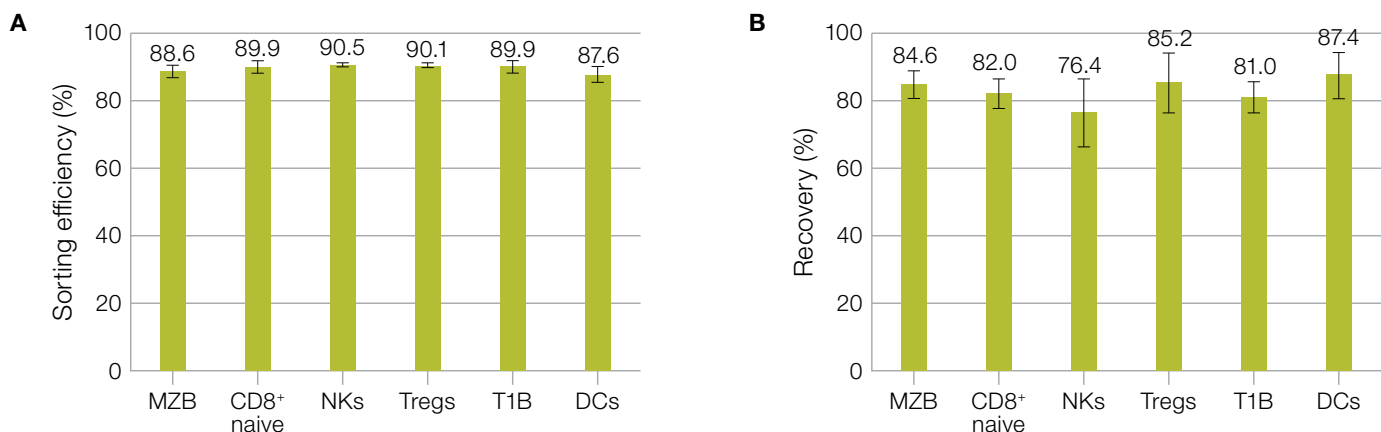 A
Sorting efficiency (%)
100
80
60
40
20
0
88.6
89.9
90.5
90.1
89.9
87.6
MZB
CD8⁺
naive
NKs
Tregs
T1B
DCs
B
Recovery (%)
100
80
60
40
20
0
84.6
82.0
76.4
85.2
81.0
87.4
MZB
CD8⁺
naive
NKs
Tregs
T1B
DCs